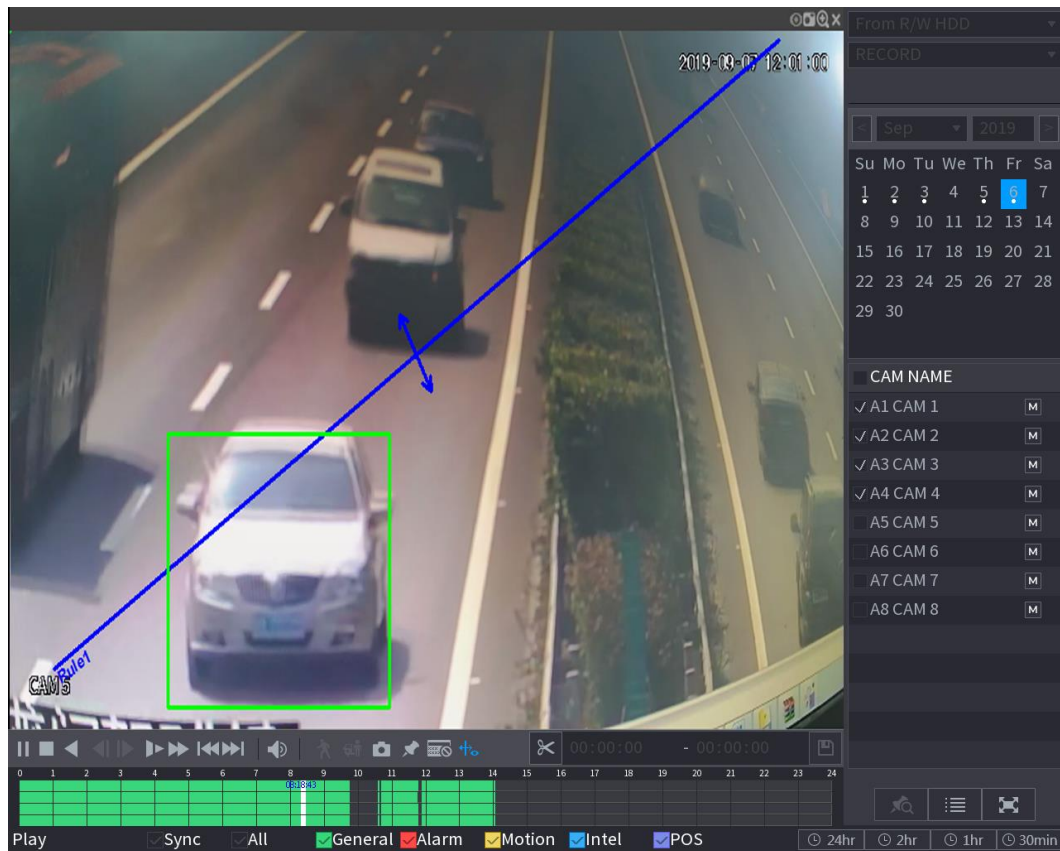 From R/W HDD
RECORD
2019-09-07 12:01:00
Sep 2019
Su Mo Tu We Th Fr Sa
1 2 3 4 5 6 7
8 9 10 11 12 13 14
15 16 17 18 19 20 21
22 23 24 25 26 27 28
29 30
CAM NAME
A1 CAM 1 M
A2 CAM 2 M
A3 CAM 3 M
A4 CAM 4 M
A5 CAM 5 M
A6 CAM 6 M
A7 CAM 7 M
A8 CAM 8 M
Rule1
CAM 5
00:00:00 - 00:00:00
0 1 2 3 4 5 6 7 8 9 10 11 12 13 14 15 16 17 18 19 20 21 22 23 24
08:18:43
Play Sync All General Alarm Motion Intel POS
24hr 2hr 1hr 30min